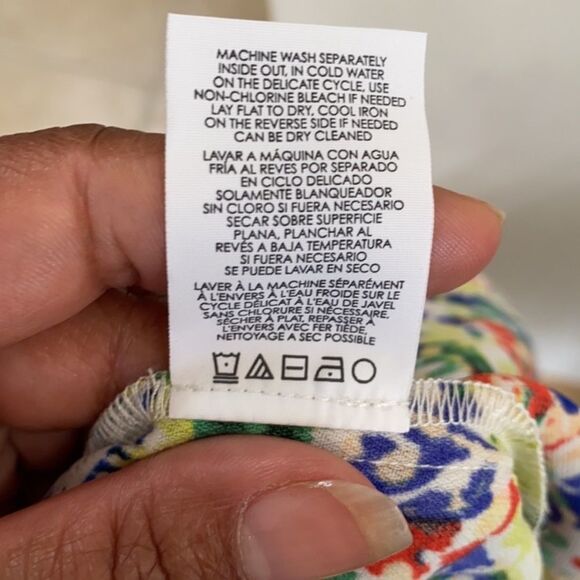 MACHINE WASH SEPARATELY
INSIDE OUT, IN COLD WATER
ON THE DELICATE CYCLE, USE
NON-CHLORINE BLEACH IF NEEDED
LAY FLAT TO DRY, COOL IRON
ON THE REVERSE SIDE IF NEEDED
CAN BE DRY CLEANED
LAVAR A MÁQUINA CON AGUA
FRÍA AL REVES POR SEPARADO
EN CICLO DELICADO
SOLAMENTE BLANQUEADOR
SIN CLORO SI FUERA NECESARIO
SECAR SOBRE SUPERFICIE
PLANA, PLANCHAR AL
REVÉS A BAJA TEMPERATURA
SI FUERA NECESARIO
SE PUEDE LAVAR EN SECO
LAVER À LA MACHINE SÉPARÉMENT
À L'ENVERS À L'EAU FROIDE SUR LE
CYCLE DÉLICAT À L'EAU DE JAVEL
SANS CHLORURE SI NÉCESSAIRE.
SÉCHER À PLAT, REPASSER À
L'ENVERS AVEC FER TIÈDE,
NETTOYAGE A SEC POSSIBLE